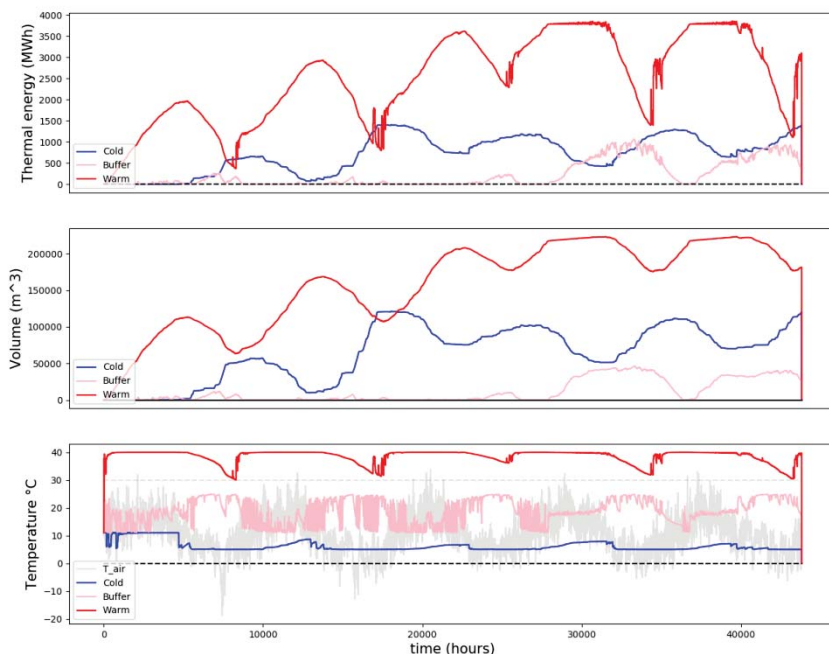 Thermal energy (MWh)
4000
3500
3000
2500
2000
1500
1000
500
0
Cold
Buffer
Warm
Volume (m^3)
200000
150000
100000
50000
0
Cold
Buffer
Warm
Temperature °C
40
30
20
10
0
−10
−20
T_air
Cold
Buffer
Warm
0 10000 20000 30000 40000
time (hours)